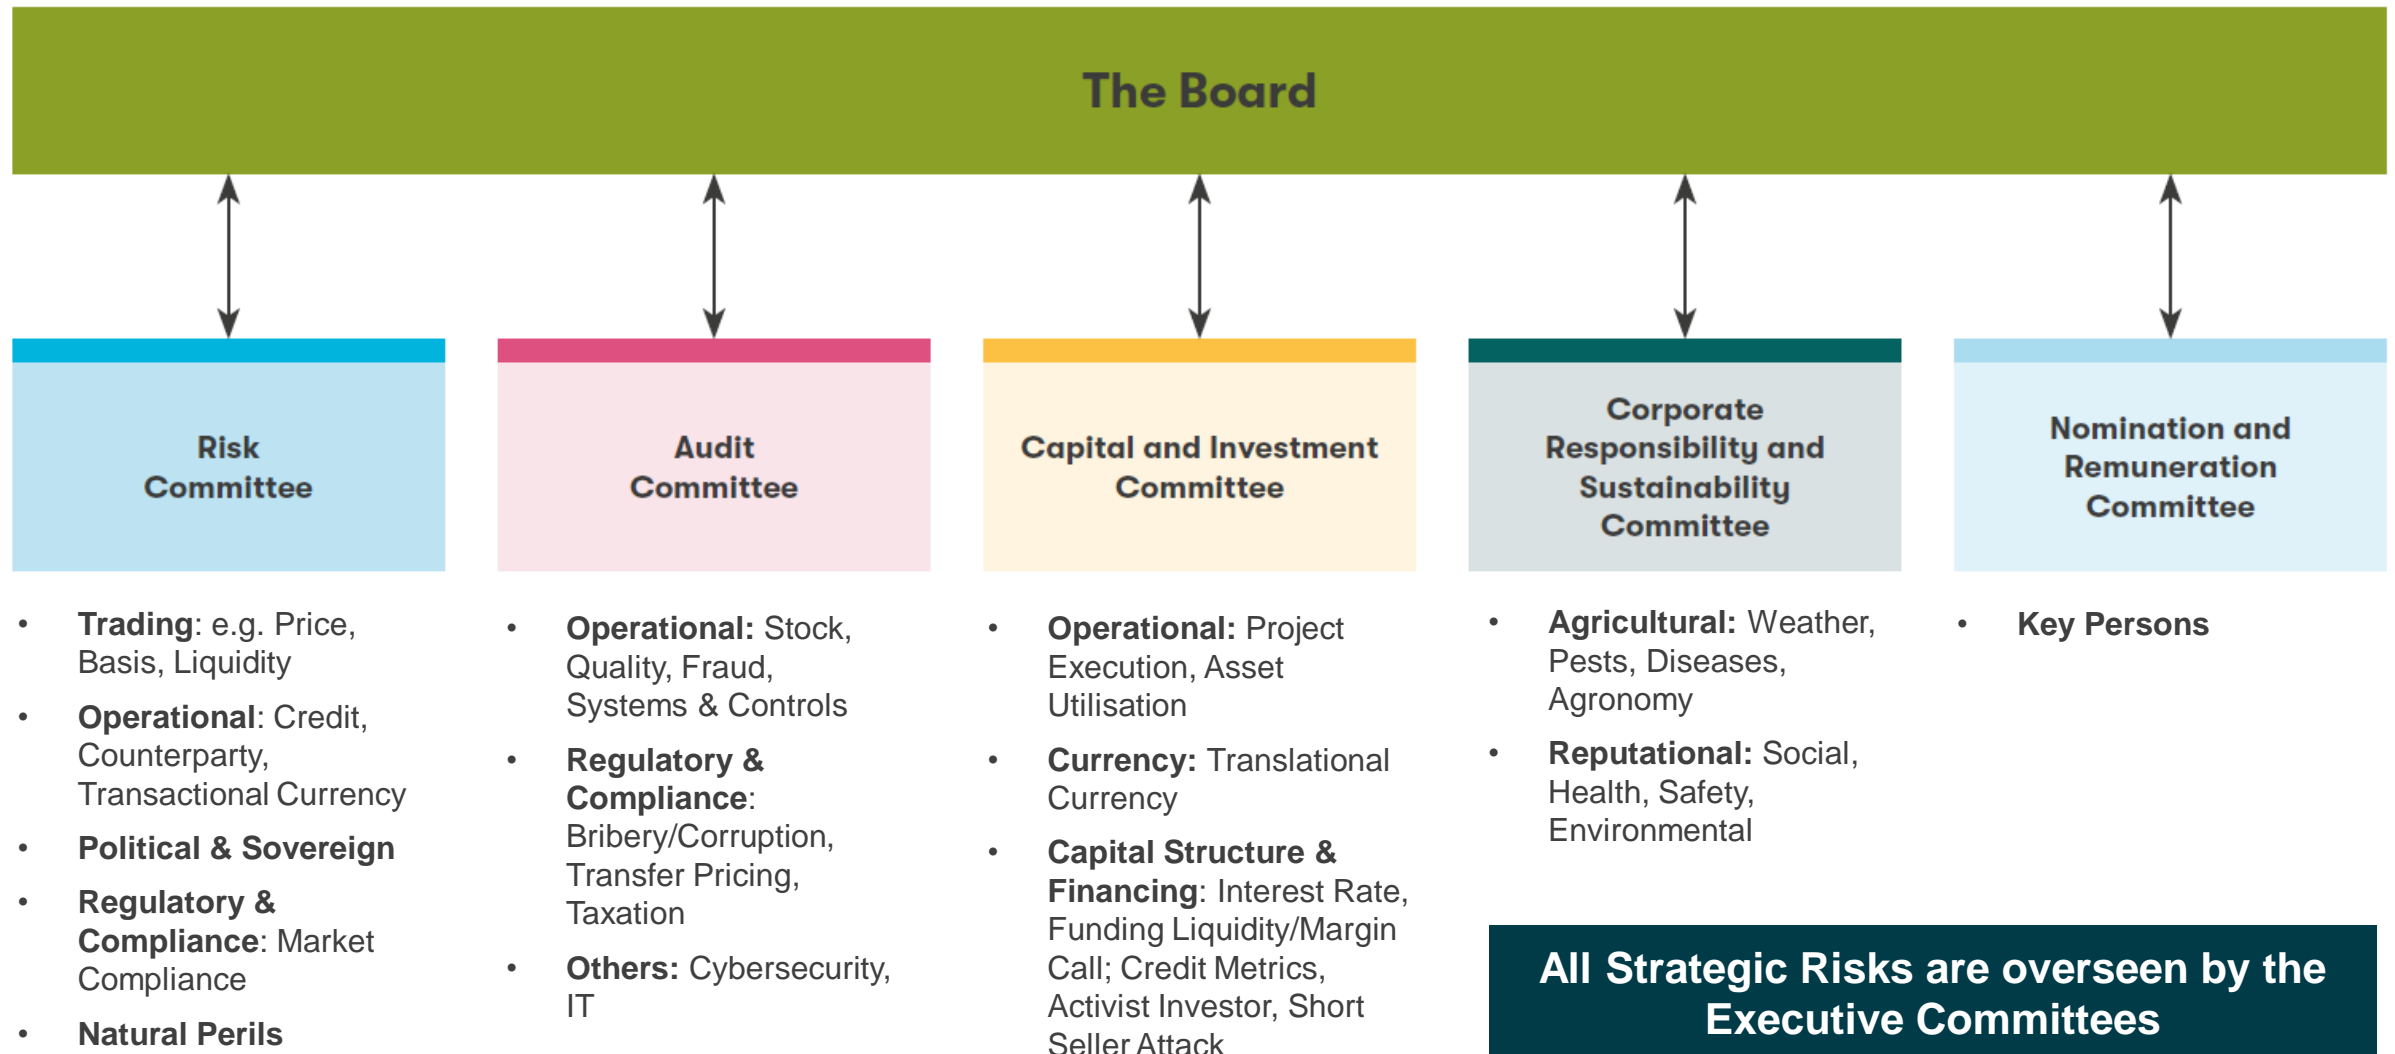 The Board
Risk
Committee
Audit
Committee
Capital and Investment
Committee
Corporate
Responsibility and
Sustainability
Committee
Nomination and
Remuneration
Committee
• Trading: e.g. Price,
Basis, Liquidity
• Operational: Credit,
Counterparty,
Transactional Currency
• Political & Sovereign
• Regulatory &
Compliance: Market
Compliance
• Natural Perils
• Operational: Stock,
Quality, Fraud,
Systems & Controls
• Regulatory &
Compliance:
Bribery/Corruption,
Transfer Pricing,
Taxation
• Others: Cybersecurity,
IT
• Operational: Project
Execution, Asset
Utilisation
• Currency: Translational
Currency
• Capital Structure &
Financing: Interest Rate,
Funding Liquidity/Margin
Call; Credit Metrics,
Activist Investor, Short
Seller Attack
• Agricultural: Weather,
Pests, Diseases,
Agronomy
• Reputational: Social,
Health, Safety,
Environmental
• Key Persons
All Strategic Risks are overseen by the
Executive Committees